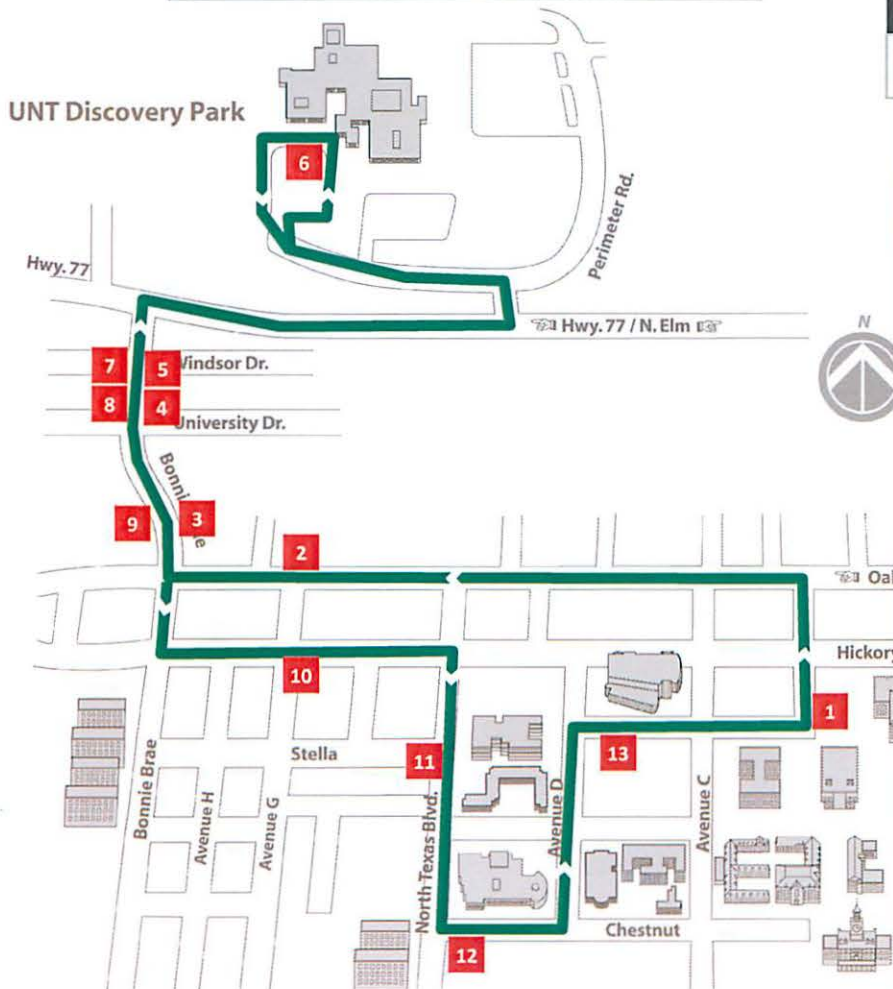 UNT Discovery Park
6
Perimeter Rd.
Hwy. 77
Hwy. 77 / N. Elm
N
7
5
Windsor Dr.
8
4
University Dr.
9
3
2
1
Hickory
10
Stella
11
13
Bonnie Brae
Avenue H
Avenue G
North Texas Blvd.
Avenue D
Avenue C
Chestnut
12